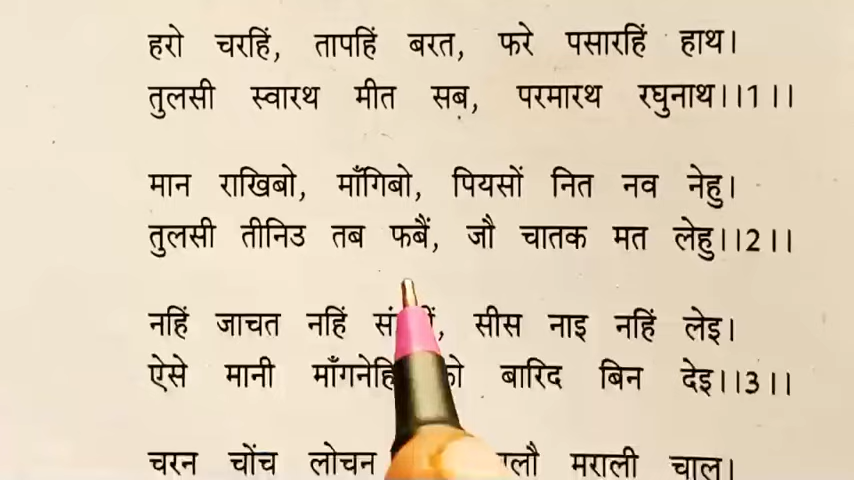 हरो चरहिं, तापहिं बरत, फरे पसारहिं हाथ।
तुलसी स्वारथ मीत सब, परमारथ रघुनाथ।।1।।
मान राखिबो, माँगिबो, पियसों नित नव नेहु।
तुलसी तीनिउ तब फबैं, जौ चातक मत लेहु।।2।।
नहिं जाचत नहिं सीस नाइ नहिं लेइ।
ऐसे मानी बारिद बिन देइ।।3।।
चरन चोंच लोचन मराली चाल।